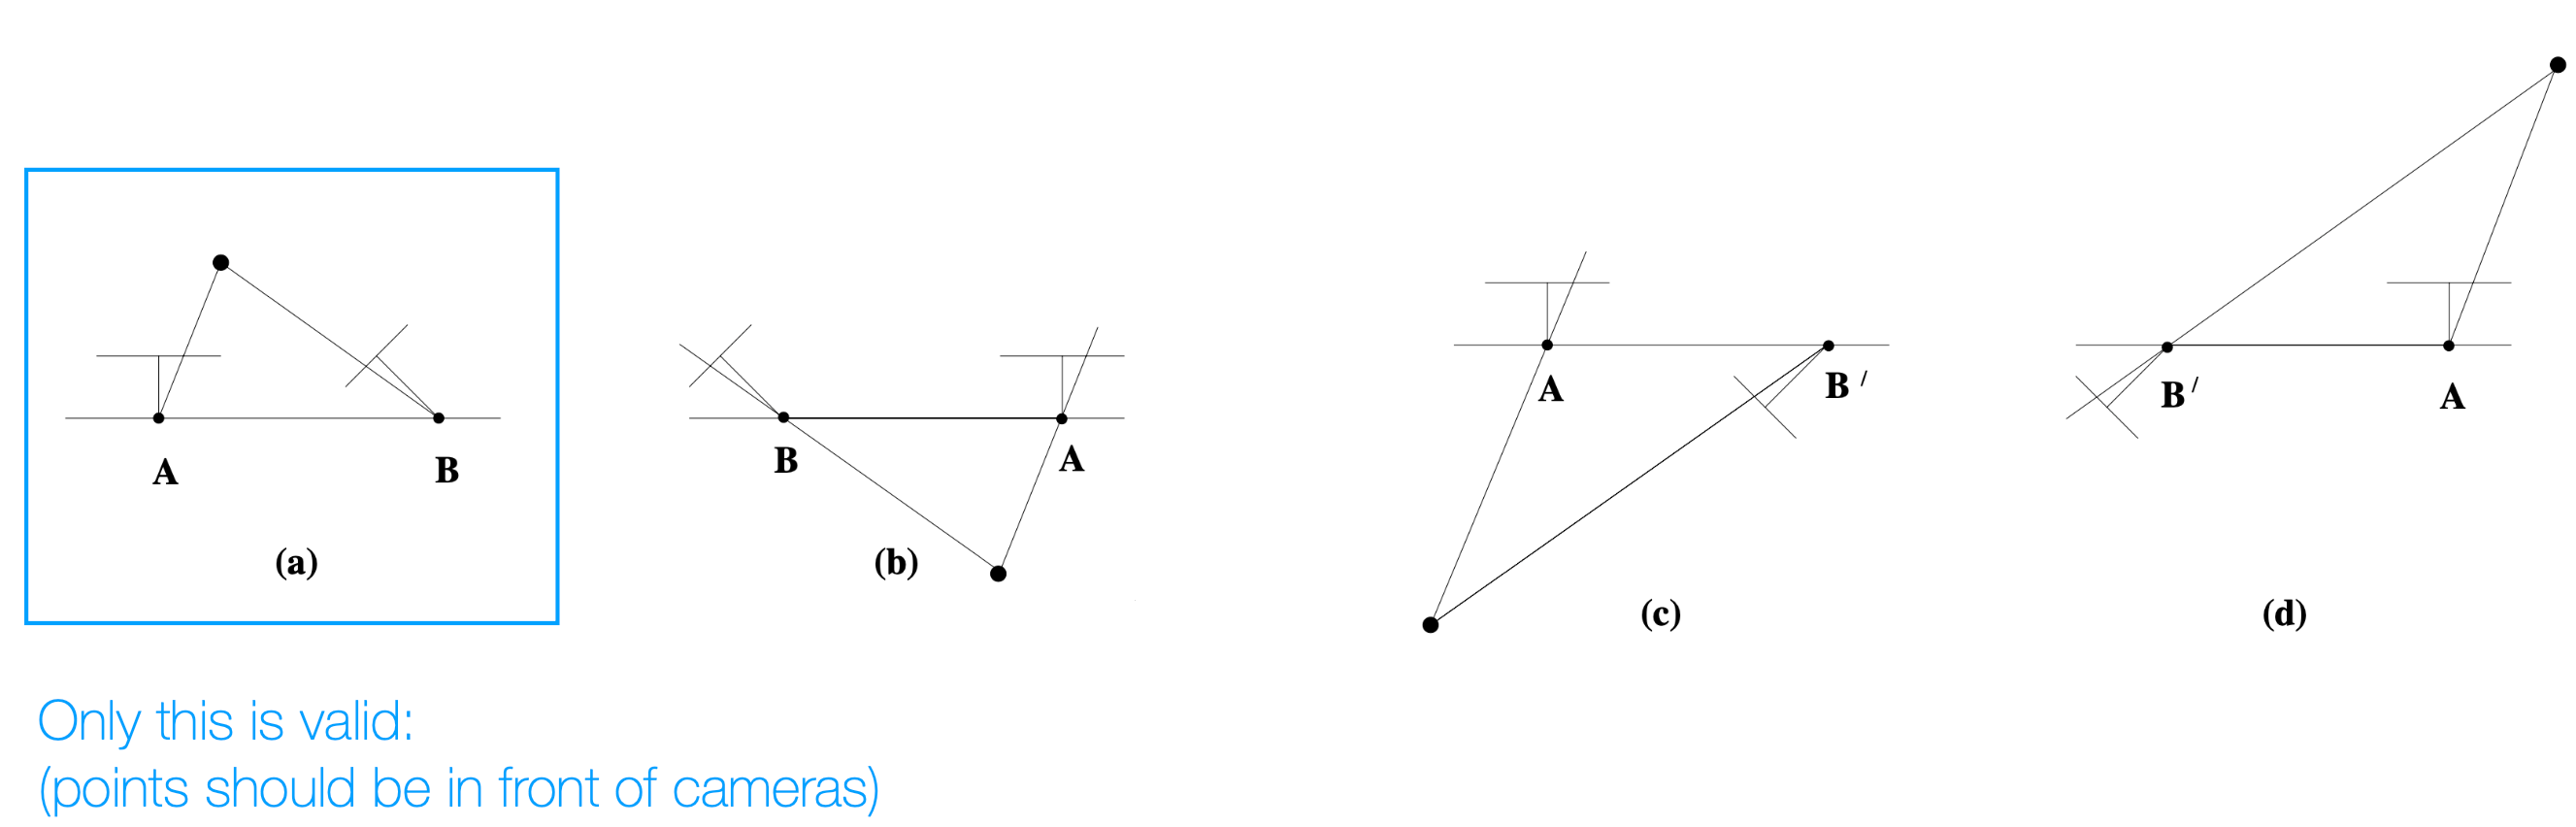 A
B
(a)
B
A
(b)
A
B /
(c)
B /
A
(d)
Only this is valid:
(points should be in front of cameras)